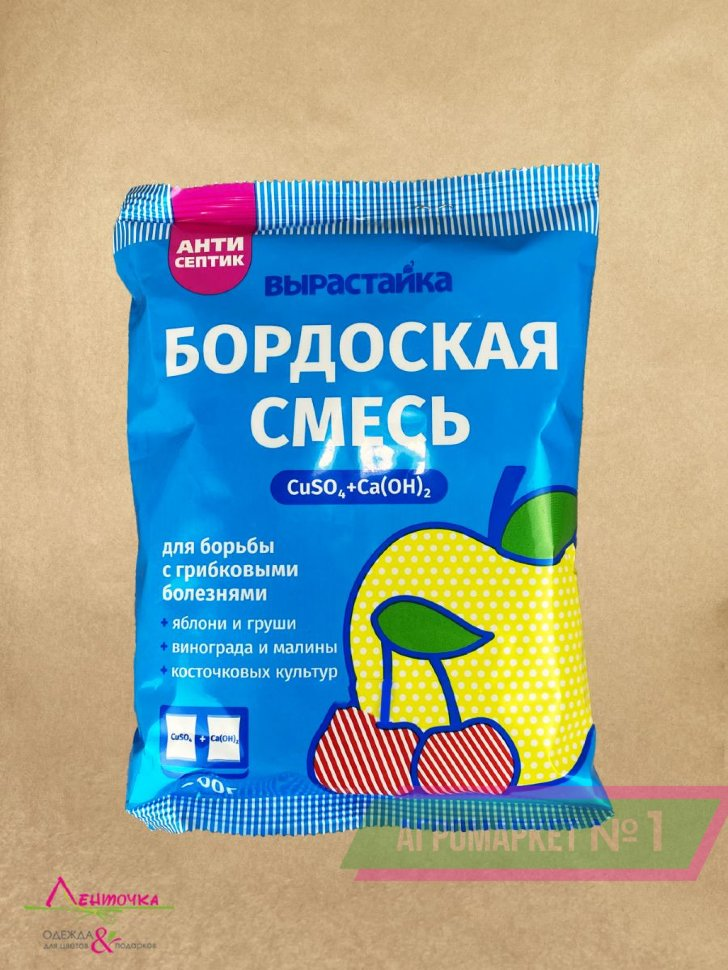 АНТИ
СЕПТИК
вырастайка
БОРДОСКАЯ
СМЕСЬ
CuSO₄+Ca(OH)₂
для борьбы
с грибковыми
болезнями
+ яблони и груши
+ винограда и малины
+ косточковых культур
CuSO₄ + Ca(OH)₂
АГРОМАРКЕТ №1
Ленточка
ОДЕЖДА &
для цветов подарков